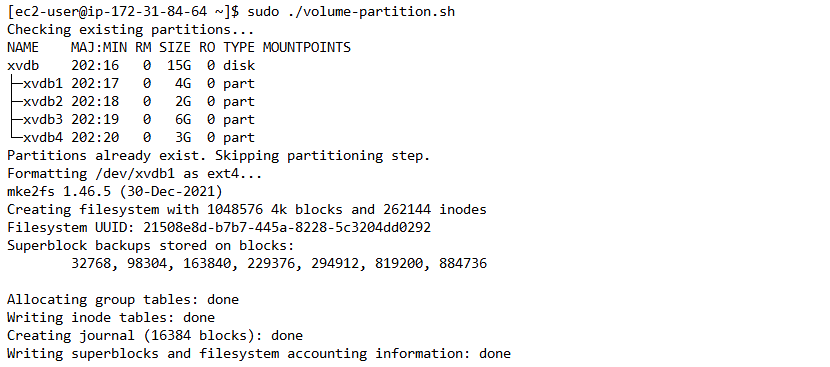 [ec2-user@ip-172-31-84-64 ~]$ sudo ./volume-partition.sh
Checking existing partitions...
NAME    MAJ:MIN RM SIZE RO TYPE MOUNTPOINTS
xvdb    202:16   0  15G  0 disk
├─xvdb1 202:17   0   4G  0 part
├─xvdb2 202:18   0   2G  0 part
├─xvdb3 202:19   0   6G  0 part
└─xvdb4 202:20   0   3G  0 part
Partitions already exist. Skipping partitioning step.
Formatting /dev/xvdb1 as ext4...
mke2fs 1.46.5 (30-Dec-2021)
Creating filesystem with 1048576 4k blocks and 262144 inodes
Filesystem UUID: 21508e8d-b7b7-445a-8228-5c3204dd0292
Superblock backups stored on blocks:
        32768, 98304, 163840, 229376, 294912, 819200, 884736

Allocating group tables: done
Writing inode tables: done
Creating journal (16384 blocks): done
Writing superblocks and filesystem accounting information: done